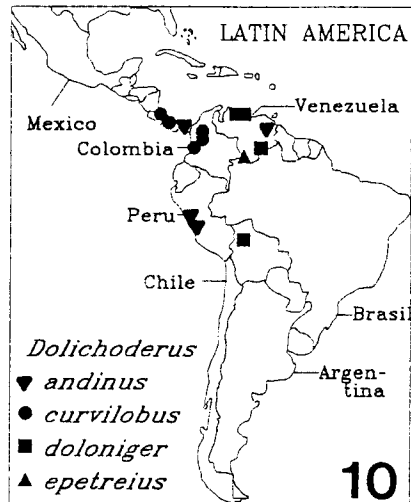 LATIN AMERICA
Venezuela
Mexico
Colombia
Peru
Chile
Brasil
Argen-
tina
Dolichoderus
andinus
curvilobus
doloniger
epetreius
10